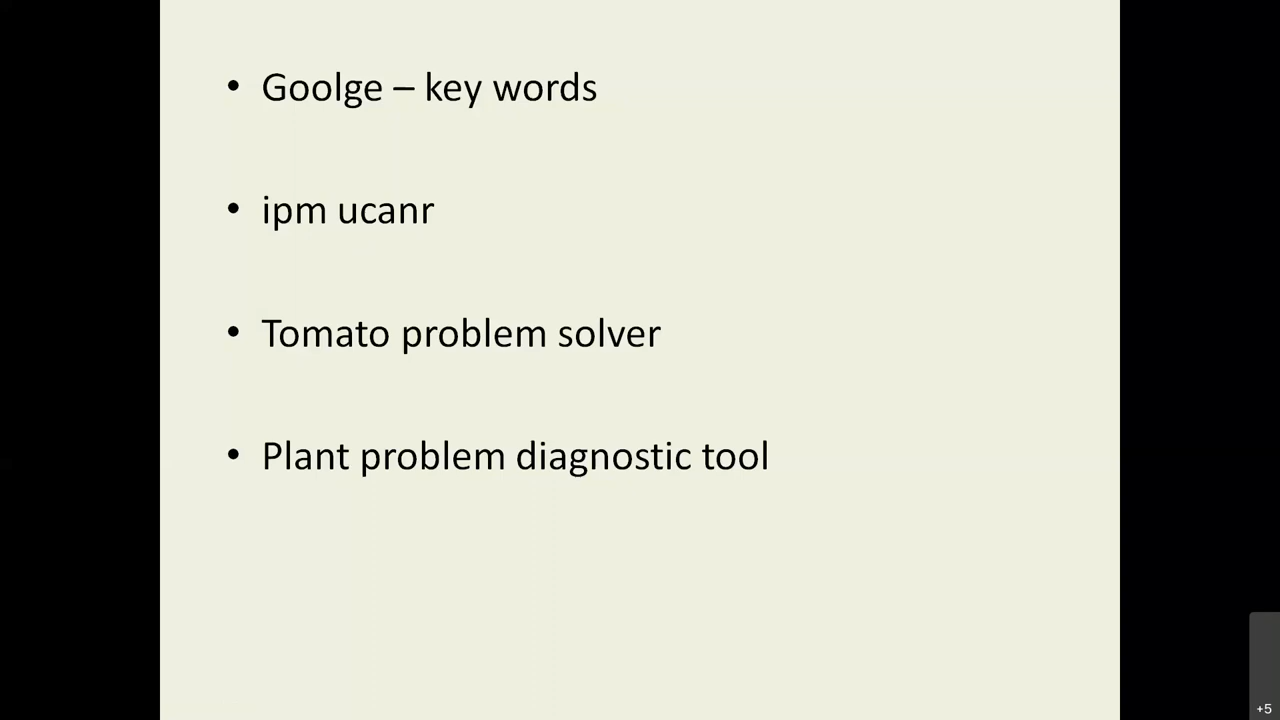 • Goolge – key words
• ipm ucanr
• Tomato problem solver
• Plant problem diagnostic tool
+5